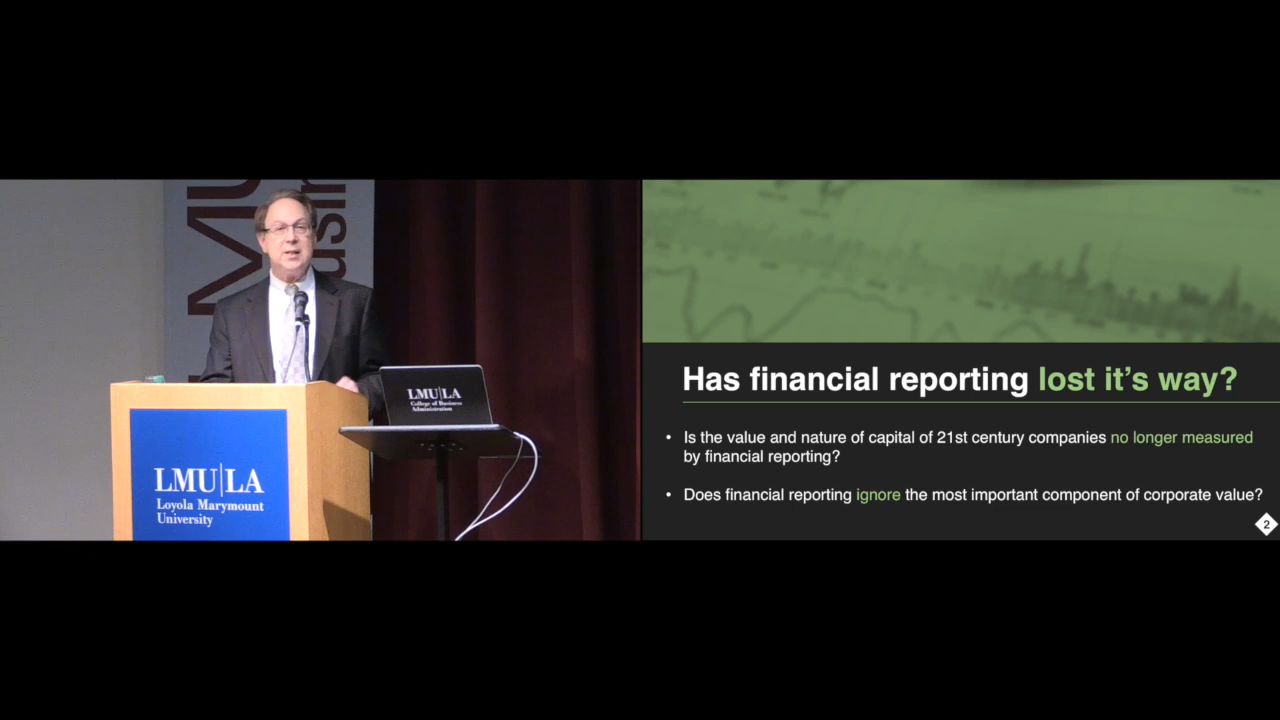 LMU|LA
College of Business
Administration
LMU|LA
Loyola Marymount
University
Has financial reporting lost it’s way?
• Is the value and nature of capital of 21st century companies no longer measured
by financial reporting?
• Does financial reporting ignore the most important component of corporate value?
2